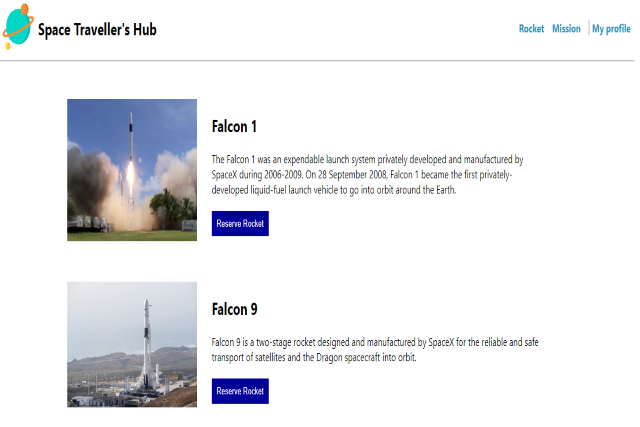 Space Traveller's Hub
Rocket Mission My profile
Falcon 1
The Falcon 1 was an expendable launch system privately developed and manufactured by
SpaceX during 2006-2009. On 28 September 2008, Falcon 1 became the first privately-
developed liquid-fuel launch vehicle to go into orbit around the Earth.
Reserve Rocket
Falcon 9
Falcon 9 is a two-stage rocket designed and manufactured by SpaceX for the reliable and safe
transport of satellites and the Dragon spacecraft into orbit.
Reserve Rocket